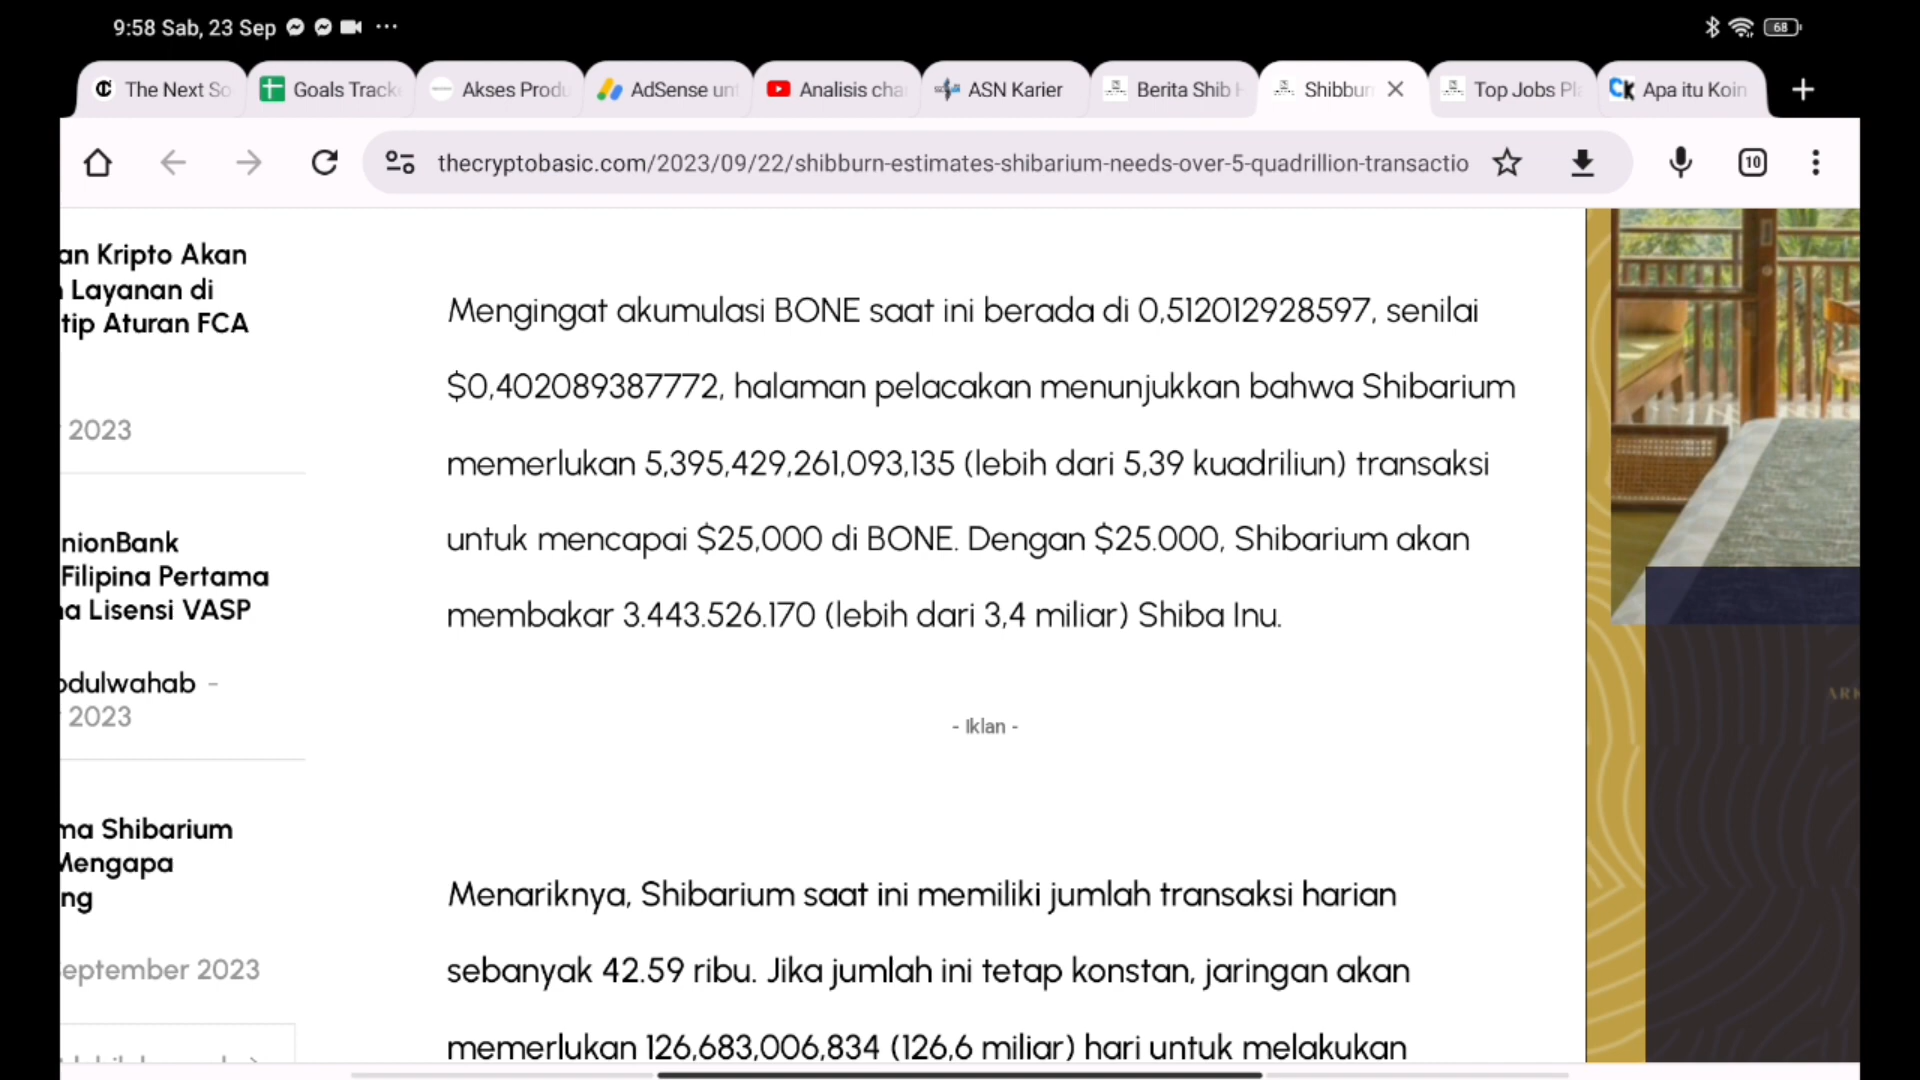 9:58 Sab, 23 Sep
68
The Next So
Goals Track
Akses Produ
AdSense unt
Analisis cha
ASN Karier
Berita Shib H
Shibbur
Top Jobs Pla
Apa itu Koin
thecryptobasic.com/2023/09/22/shibburn-estimates-shibarium-needs-over-5-quadrillion-transactio
10
an Kripto Akan
Layanan di
tip Aturan FCA
2023
nionBank
Filipina Pertama
a Lisensi VASP
odulwahab -
2023
ma Shibarium
Mengapa
ng
eptember 2023
Mengingat akumulasi BONE saat ini berada di 0,512012928597, senilai
$0,402089387772, halaman pelacakan menunjukkan bahwa Shibarium
memerlukan 5,395,429,261,093,135 (lebih dari 5,39 kuadriliun) transaksi
untuk mencapai $25,000 di BONE. Dengan $25.000, Shibarium akan
membakar 3.443.526.170 (lebih dari 3,4 miliar) Shiba Inu.
- Iklan -
Menariknya, Shibarium saat ini memiliki jumlah transaksi harian
sebanyak 42.59 ribu. Jika jumlah ini tetap konstan, jaringan akan
memerlukan 126,683,006,834 (126,6 miliar) hari untuk melakukan